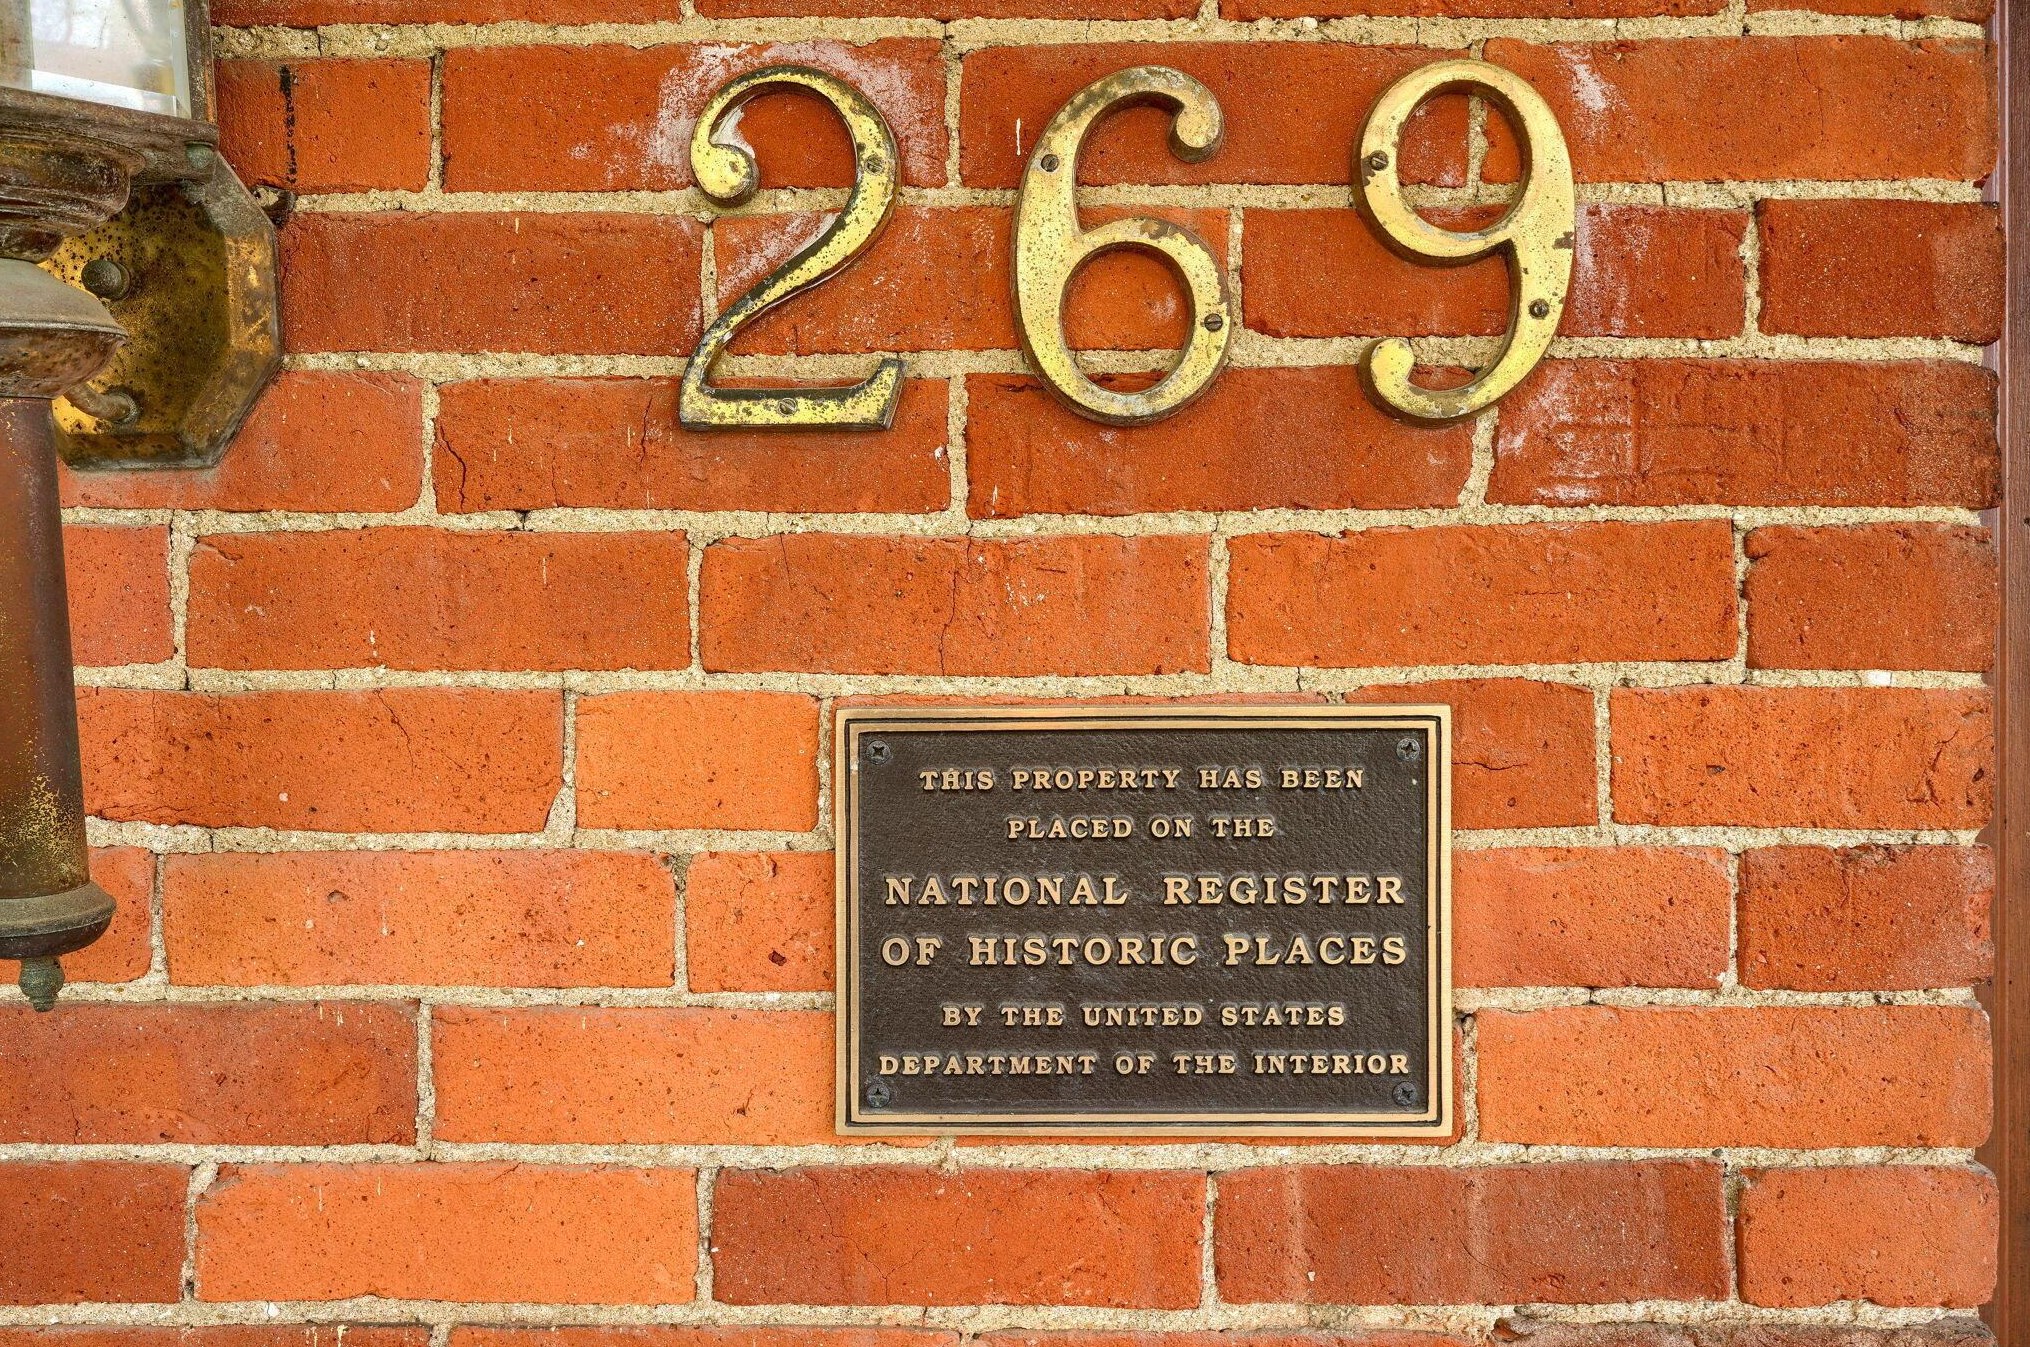 269
THIS PROPERTY HAS BEEN
PLACED ON THE
NATIONAL REGISTER
OF HISTORIC PLACES
BY THE UNITED STATES
DEPARTMENT OF THE INTERIOR